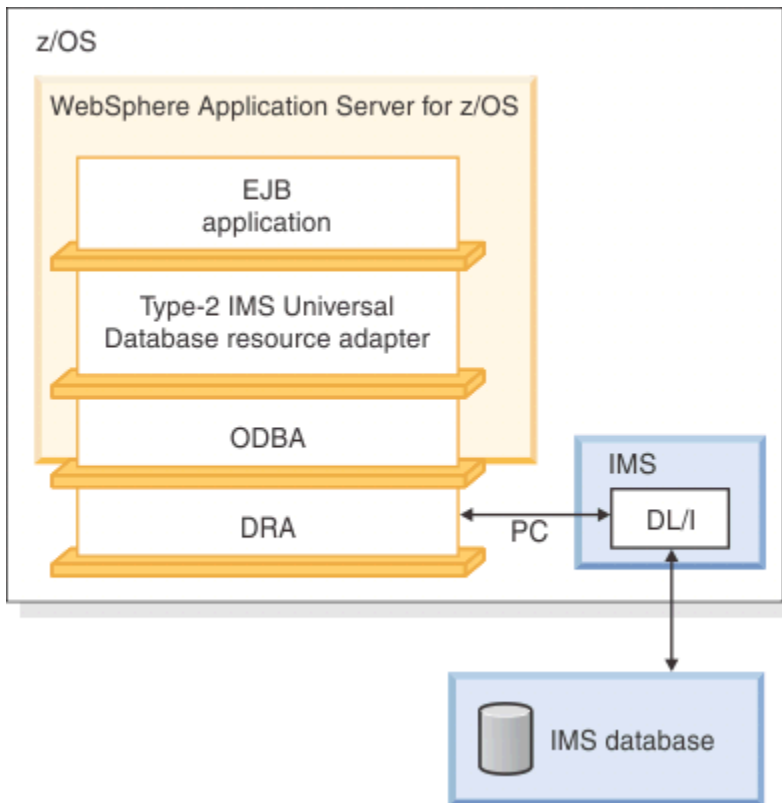 z/OS
WebSphere Application Server for z/OS
EJB
application
Type-2 IMS Universal
Database resource adapter
ODBA
DRA
PC
IMS
DL/I
IMS database